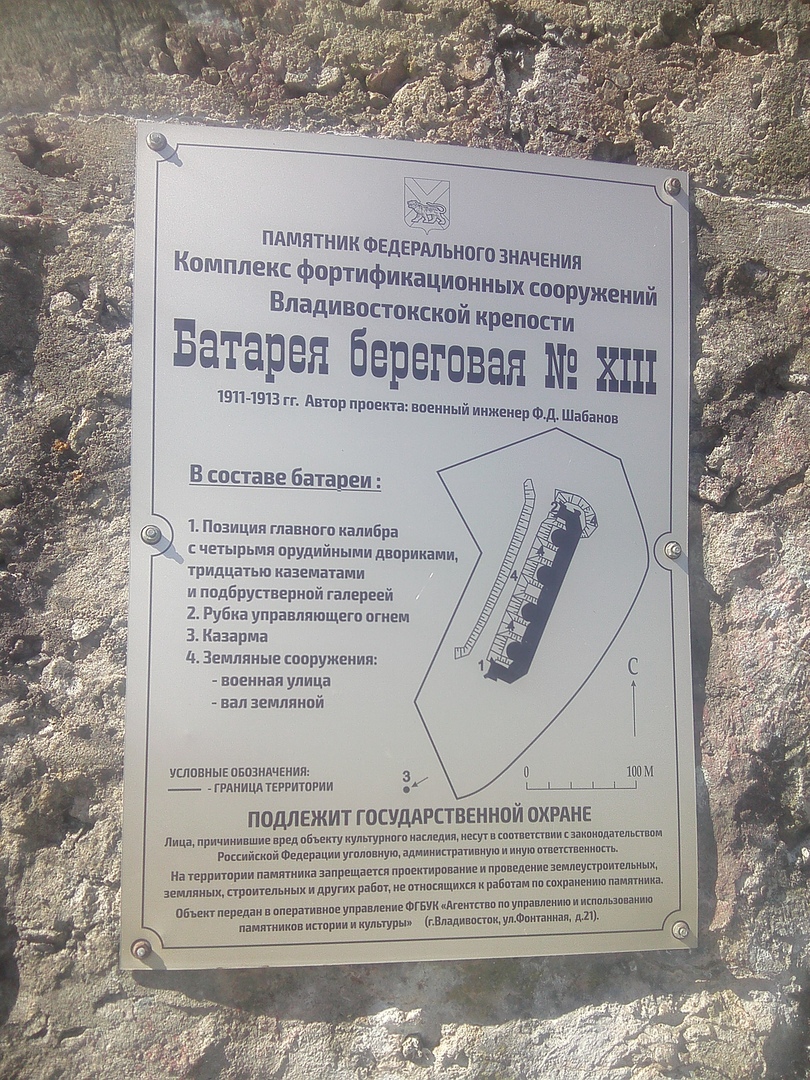 ПАМЯТНИК ФЕДЕРАЛЬНОГО ЗНАЧЕНИЯ
Комплекс фортификационных сооружений
Владивостокской крепости
Батарея береговая № XIII
1911-1913 гг. Автор проекта: военный инженер Ф.Д. Шабанов
В составе батареи :
1. Позиция главного калибра
с четырьмя орудийными двориками,
тридцатью казематами
и подбрустверной галереей
2. Рубка управляющего огнем
3. Казарма
4. Земляные сооружения:
- военная улица
- вал земляной
2
4
4
4
4
1
С
3
0 100 М
УСЛОВНЫЕ ОБОЗНАЧЕНИЯ:
- ГРАНИЦА ТЕРРИТОРИИ
ПОДЛЕЖИТ ГОСУДАРСТВЕННОЙ ОХРАНЕ
Лица, причинившие вред объекту культурного наследия, несут в соответствии с законодательством
Российской Федерации уголовную, административную и иную ответственность.
На территории памятника запрещается проектирование и проведение землеустроительных,
земляных, строительных и других работ, не относящихся к работам по сохранению памятника.
Объект передан в оперативное управление ФГБУК «Агентство по управлению и использованию
памятников истории и культуры» (г.Владивосток, ул.Фонтанная, д.21).